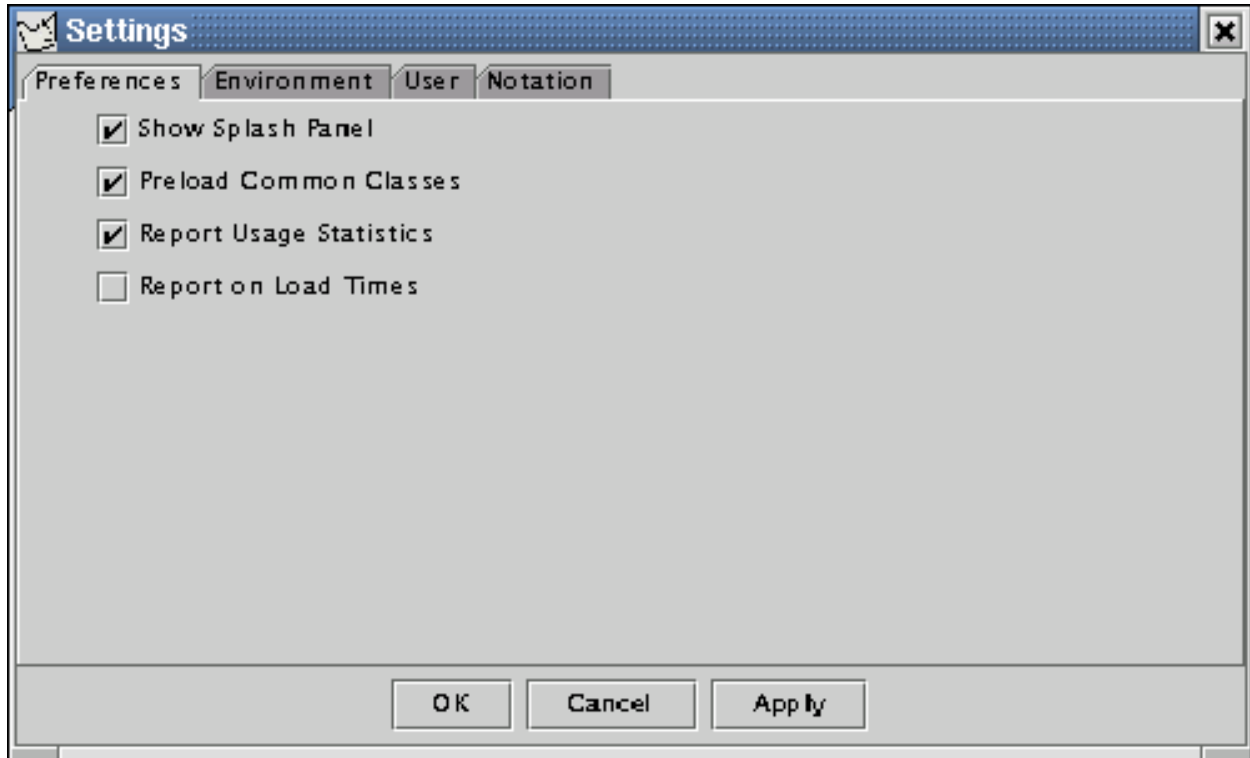 Settings
Preferences Environment User Notation
Show Splash Panel
Preload Common Classes
Report Usage Statistics
Report on Load Times
OK Cancel Apply